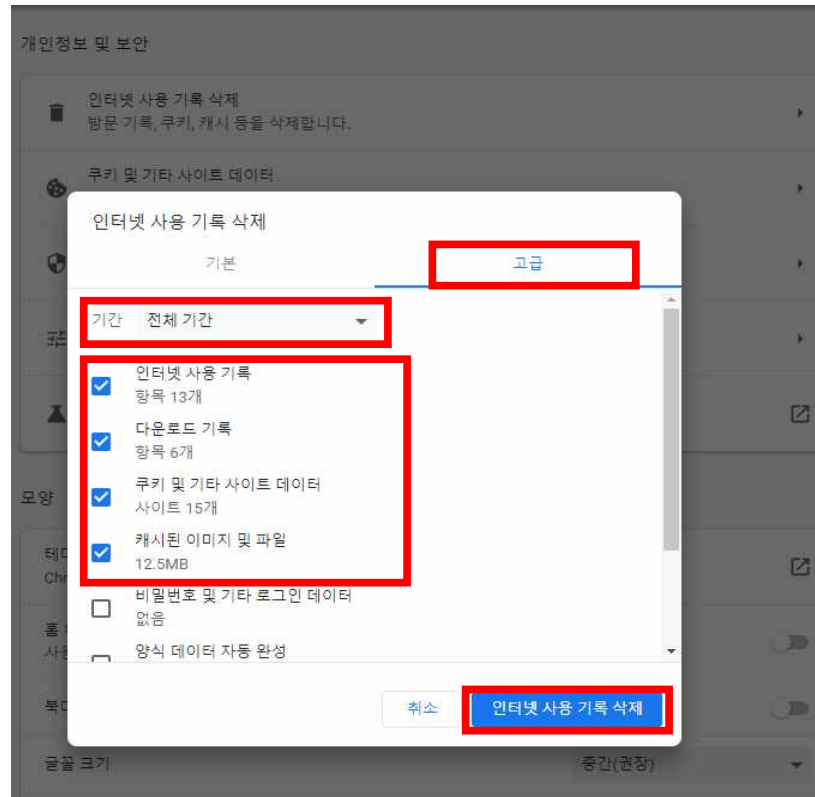 개인정보 및 보안
인터넷 사용 기록 삭제
방문 기록, 쿠키, 캐시 등을 삭제합니다.
쿠키 및 기타 사이트 데이터
인터넷 사용 기록 삭제
기본
고급
기간 전체 기간
인터넷 사용 기록
항목 13개
다운로드 기록
항목 6개
쿠키 및 기타 사이트 데이터
사이트 15개
캐시된 이미지 및 파일
12.5MB
비밀번호 및 기타 로그인 데이터
없음
양식 데이터 자동 완성
취소
인터넷 사용 기록 삭제
모양
홈
글꼴 크기
중간(권장)